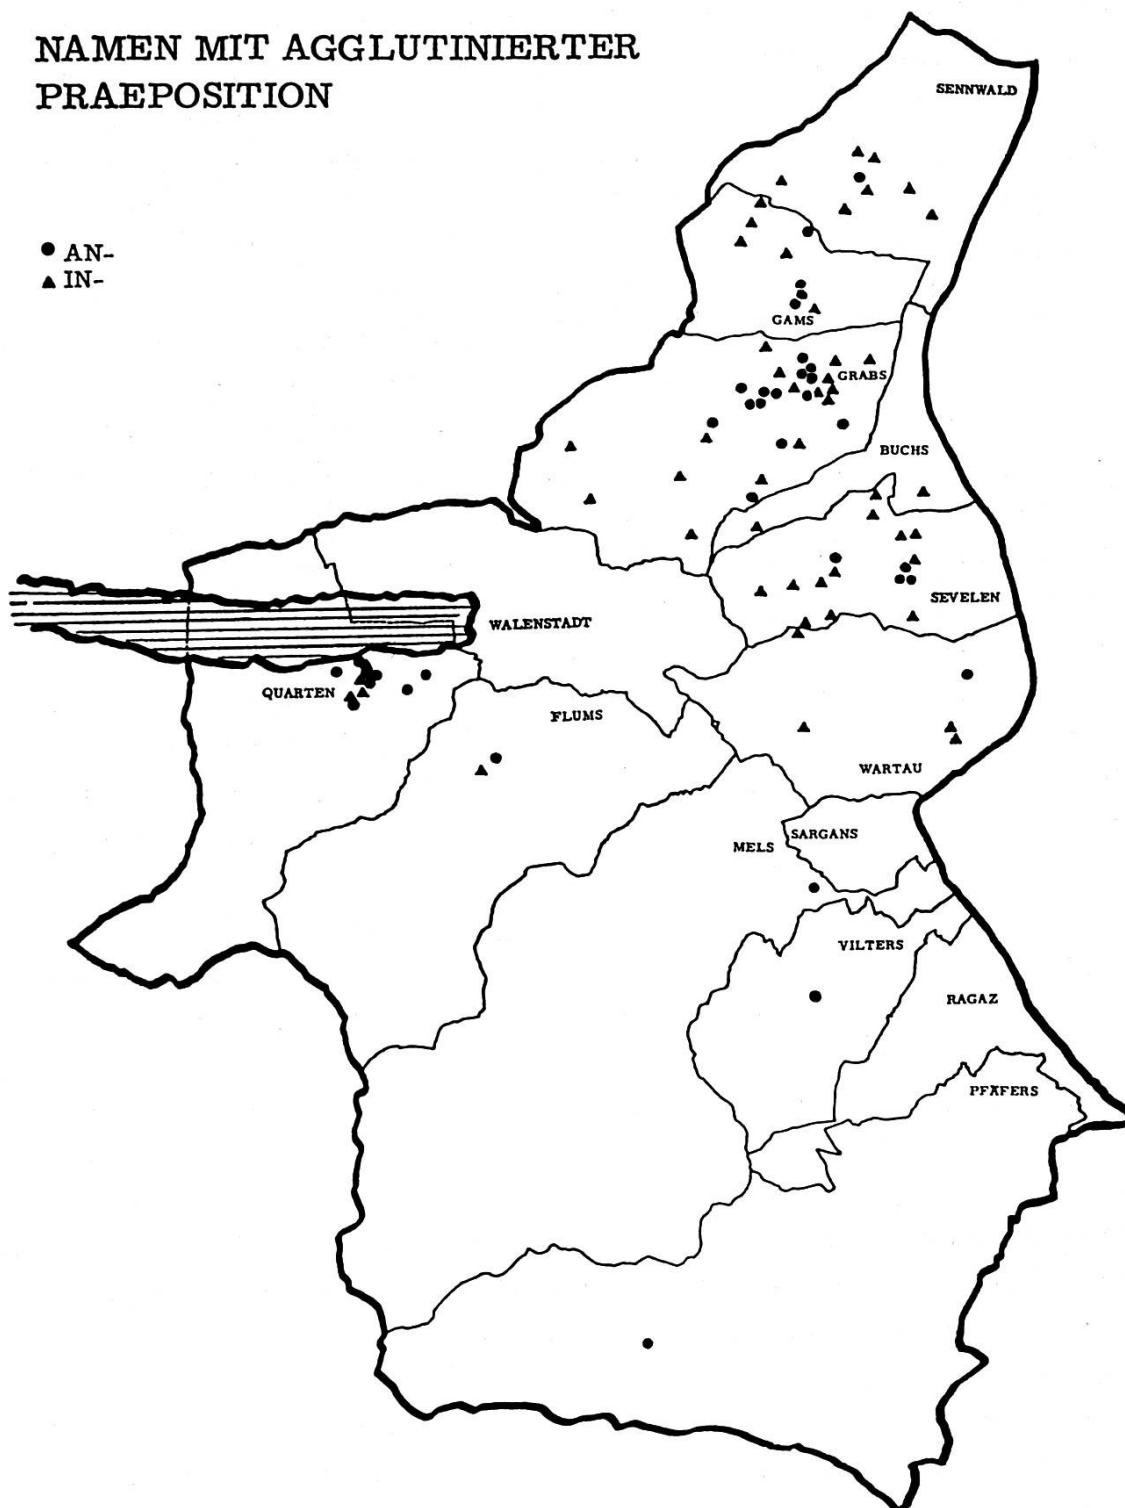 NAMEN MIT AGGLUTINIERTER
PRAEPOSITION
AN-
IN-
SENNWALD
GAMS
GRABS
BUCHS
SEVELEN
WALENSTADT
QUARTEN
FLUMS
WARTAU
SARGANS
MELS
VILTERS
RAGAZ
PFÄFERS